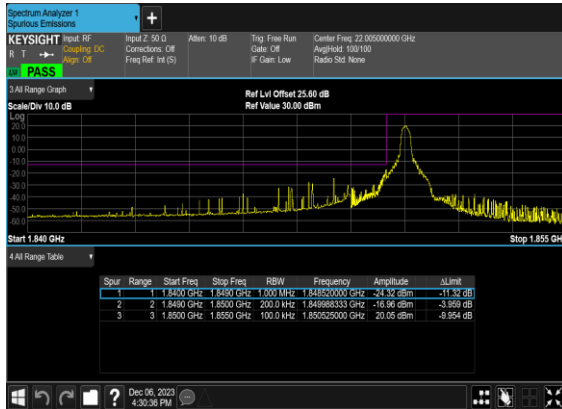 Spectrum Analyzer 1
Spurious Emissions
KEYSIGHT Input: RF Input Z: 50 Ω Atten: 10 dB Trig: Free Run Center Freq: 22.005000000 GHz
R T Coupling: DC Corrections: Off Gate: Off Avg|Hold: 100/100
Align: Off Freq Ref: Int (S) IF Gain: Low Radio Std: None
PASS
3 All Range Graph
Ref Lvl Offset 25.60 dB
Scale/Div 10.0 dB Ref Value 30.00 dBm
Log
20.0
10.0
0.00
-10.0
-20.0
-30.0
-40.0
-50.0
-60.0
Start 1.840 GHz Stop 1.855 GH
4 All Range Table
Spur Range Start Freq Stop Freq RBW Frequency Amplitude ΔLimit
1 1 1.8400 GHz 1.8490 GHz 1.000 MHz 1.848520000 GHz -24.32 dBm -11.32 dB
2 2 1.8490 GHz 1.8500 GHz 200.0 kHz 1.849988333 GHz -16.96 dBm -3.959 dB
3 3 1.8500 GHz 1.8550 GHz 100.0 kHz 1.850525000 GHz 20.05 dBm -9.954 dB
Dec 06, 2023
4:30:36 PM